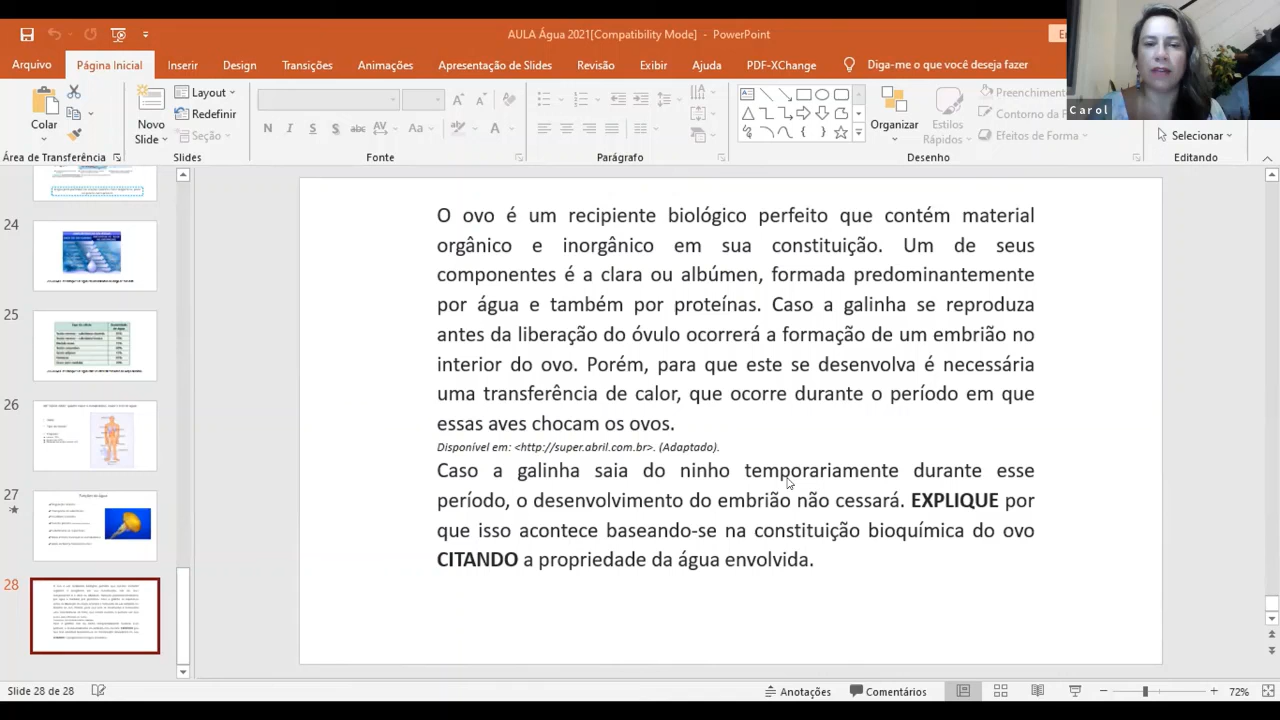 AULA Água 2021[Compatibility Mode] - PowerPoint
Carol
Arquivo Página Inicial Inserir Design Transições Animações Apresentação de Slides Revisão Exibir Ajuda PDF-XChange Diga-me o que você deseja fazer
Colar
Novo Slide
Layout
Redefinir
Seção
N I S S abc AV Aa A
Organizar
Estilos Rápidos
Contorno da
Efeitos de Forma
Selecionar
Área de Transferência Slides Fonte Parágrafo Desenho Editando
24
25
26
27
28
O ovo é um recipiente biológico perfeito que contém material
orgânico e inorgânico em sua constituição. Um de seus
componentes é a clara ou albúmen, formada predominantemente
por água e também por proteínas. Caso a galinha se reproduza
antes da liberação do óvulo ocorrerá a formação de um embrião no
interior do ovo. Porém, para que este se desenvolva e necessária
uma transferência de calor, que ocorre durante o período em que
essas aves chocam os ovos.
Disponível em: <http://super.abril.com.br>. (Adaptado).
Caso a galinha saia do ninho temporariamente durante esse
período o desenvolvimento do embrião não cessará. EXPLIQUE por
que isso acontece baseando-se na constituição bioquímica do ovo
CITANDO a propriedade da água envolvida.
Slide 28 de 28
Anotações
Comentários
72%